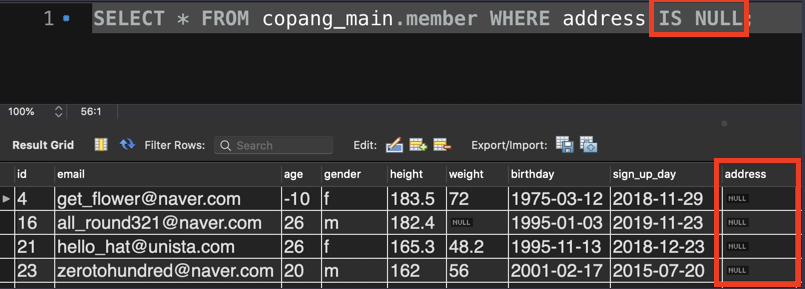 1 SELECT * FROM copang_main.member WHERE address IS NULL;
100% 56:1
Result Grid Filter Rows: Search Edit: Export/Import:
id email age gender height weight birthday sign_up_day address
4 get_flower@naver.com -10 f 183.5 72 1975-03-12 2018-11-29 NULL
16 all_round321@naver.com 26 m 182.4 NULL 1995-01-03 2019-11-23 NULL
21 hello_hat@unista.com 26 f 165.3 48.2 1995-11-13 2018-12-23 NULL
23 zerotohundred@naver.com 20 m 162 56 2001-02-17 2015-07-20 NULL